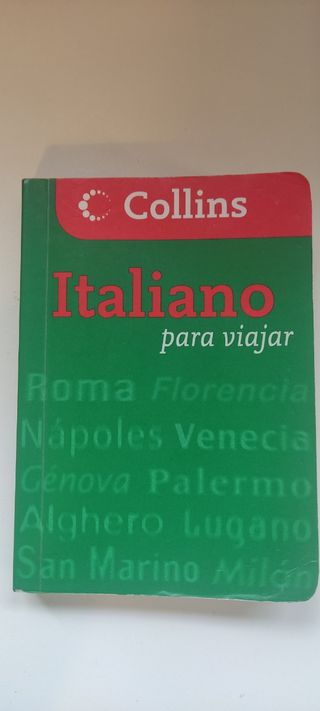 Collins
Italiano
para viajar
Roma Florencia
Nápoles Venecia
Génova Palermo
Alghero Lugano
San Marino Milán